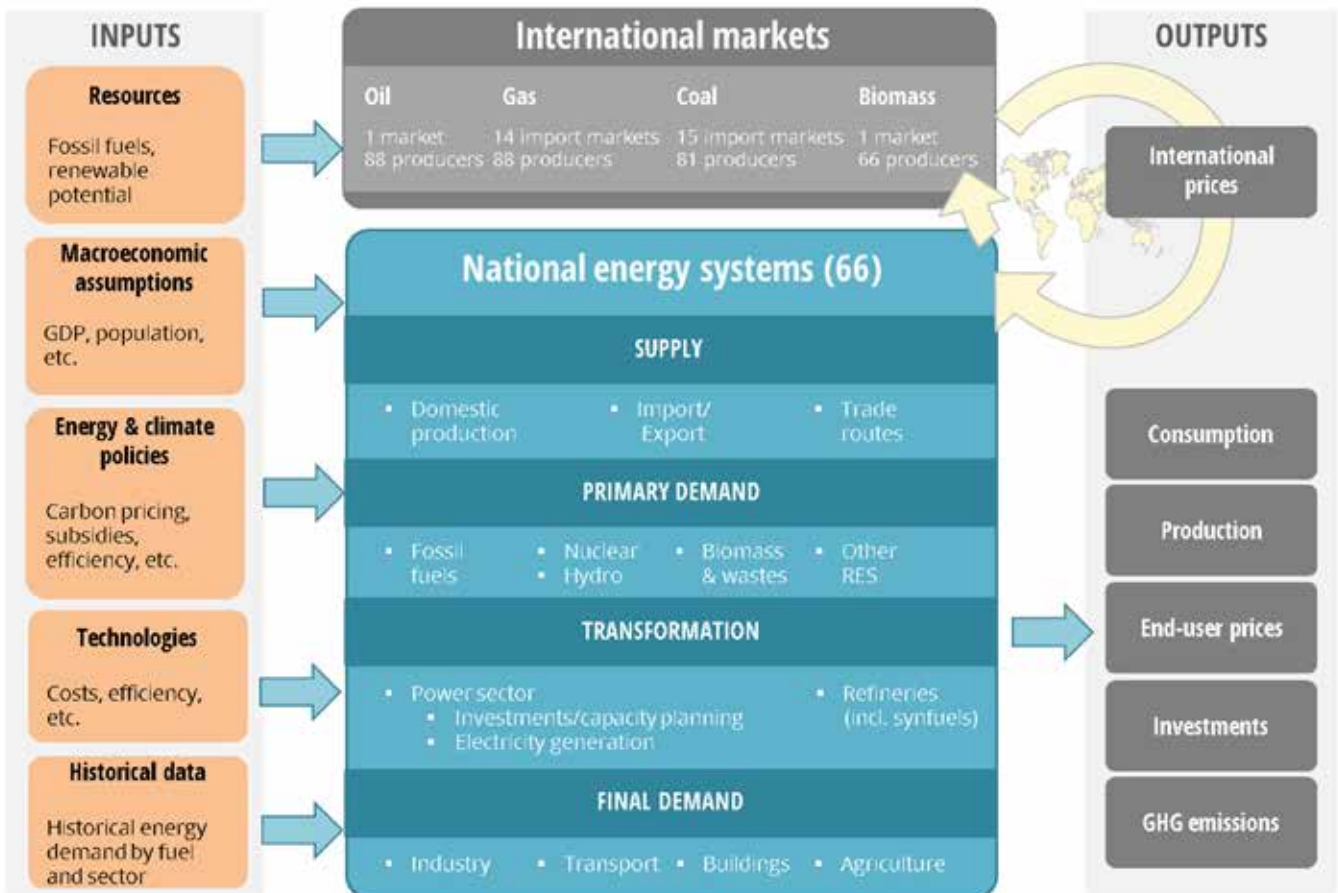 INPUTS
Resources
Fossil fuels,
renewable
potential
Macroeconomic
assumptions
GDP, population,
etc.
Energy & climate
policies
Carbon pricing,
subsidies,
efficiency, etc.
Technologies
Costs, efficiency,
etc.
Historical data
Historical energy
demand by fuel
and sector
International markets
Oil Gas Coal Biomass
1 market 14 import markets 15 import markets 1 market
88 producers 88 producers 81 producers 66 producers
National energy systems (66)
SUPPLY
▪ Domestic
production
▪ Import/
Export
▪ Trade
routes
PRIMARY DEMAND
▪ Fossil
fuels
▪ Nuclear
▪ Hydro
▪ Biomass
& wastes
▪ Other
RES
TRANSFORMATION
▪ Power sector
▪ Investments/capacity planning
▪ Electricity generation
▪ Refineries
(incl. synfuels)
FINAL DEMAND
▪ Industry ▪ Transport ▪ Buildings ▪ Agriculture
OUTPUTS
International
prices
Consumption
Production
End-user prices
Investments
GHG emissions